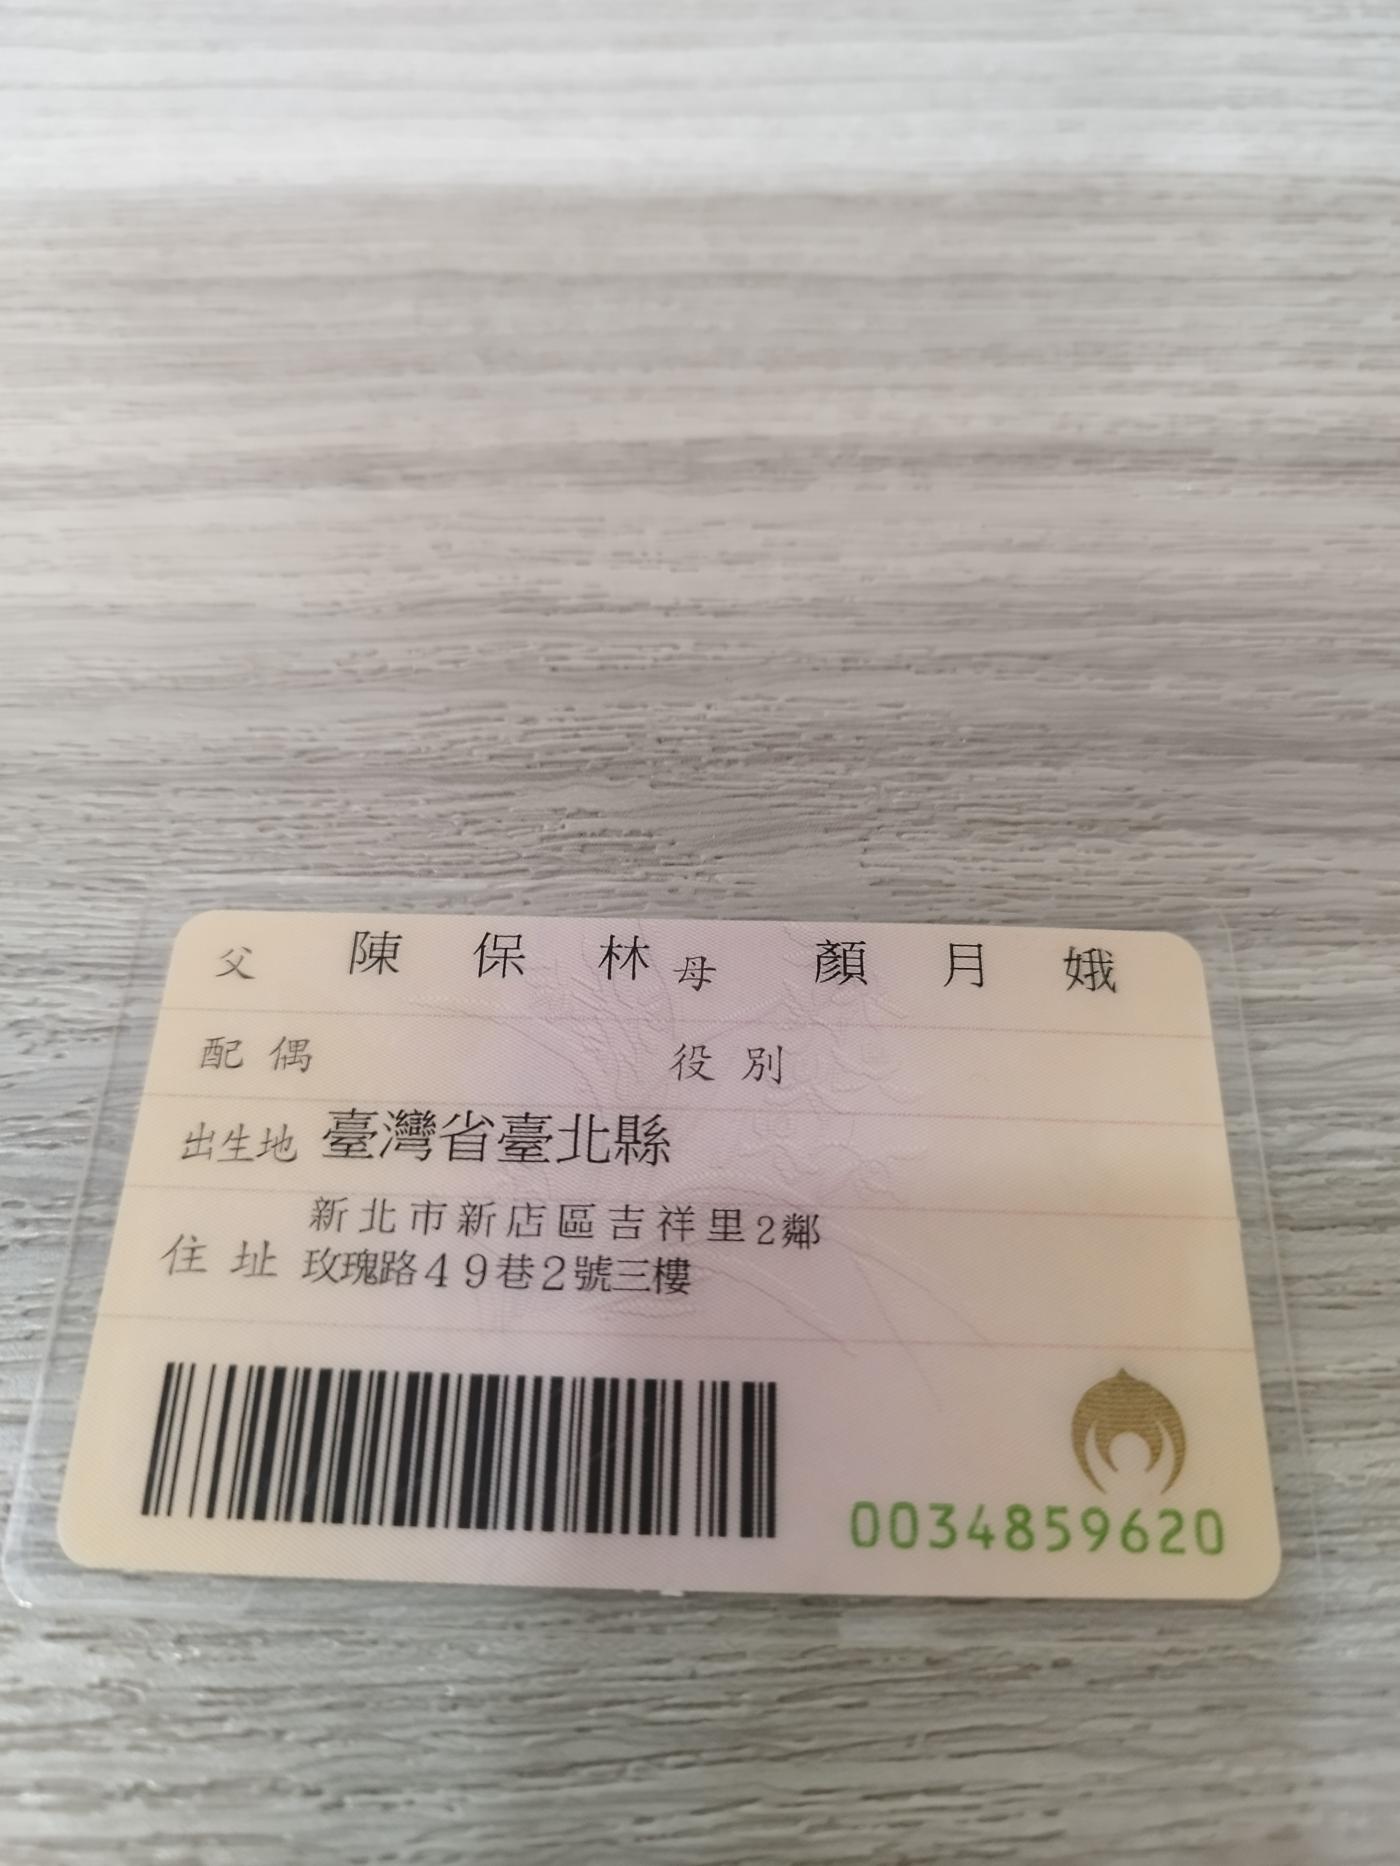 父 陳保林 母 顏月娥
配偶 役別
出生地 臺灣省臺北縣
住址 新北市新店區吉祥里2鄰
玫瑰路49巷2號三樓
0034859620